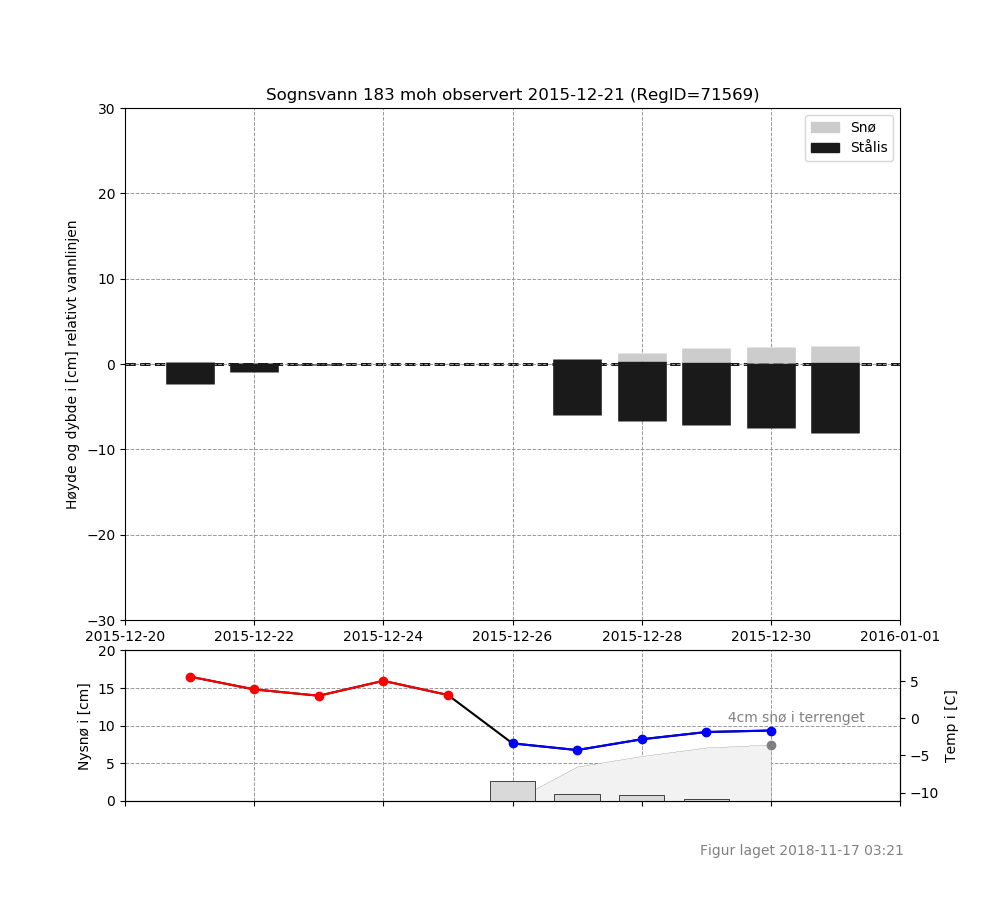 Sognsvann 183 moh observert 2015-12-21 (RegID=71569)
Høyde og dybde i [cm] relativt vannlinjen
30
20
10
0
−10
−20
−30
Snø
Stålis
2015-12-20
2015-12-22
2015-12-24
2015-12-26
2015-12-28
2015-12-30
2016-01-01
Nysnø i [cm]
20
15
10
5
0
4cm snø i terrenget
5
0
−5
−10
Temp i [C]
Figur laget 2018-11-17 03:21